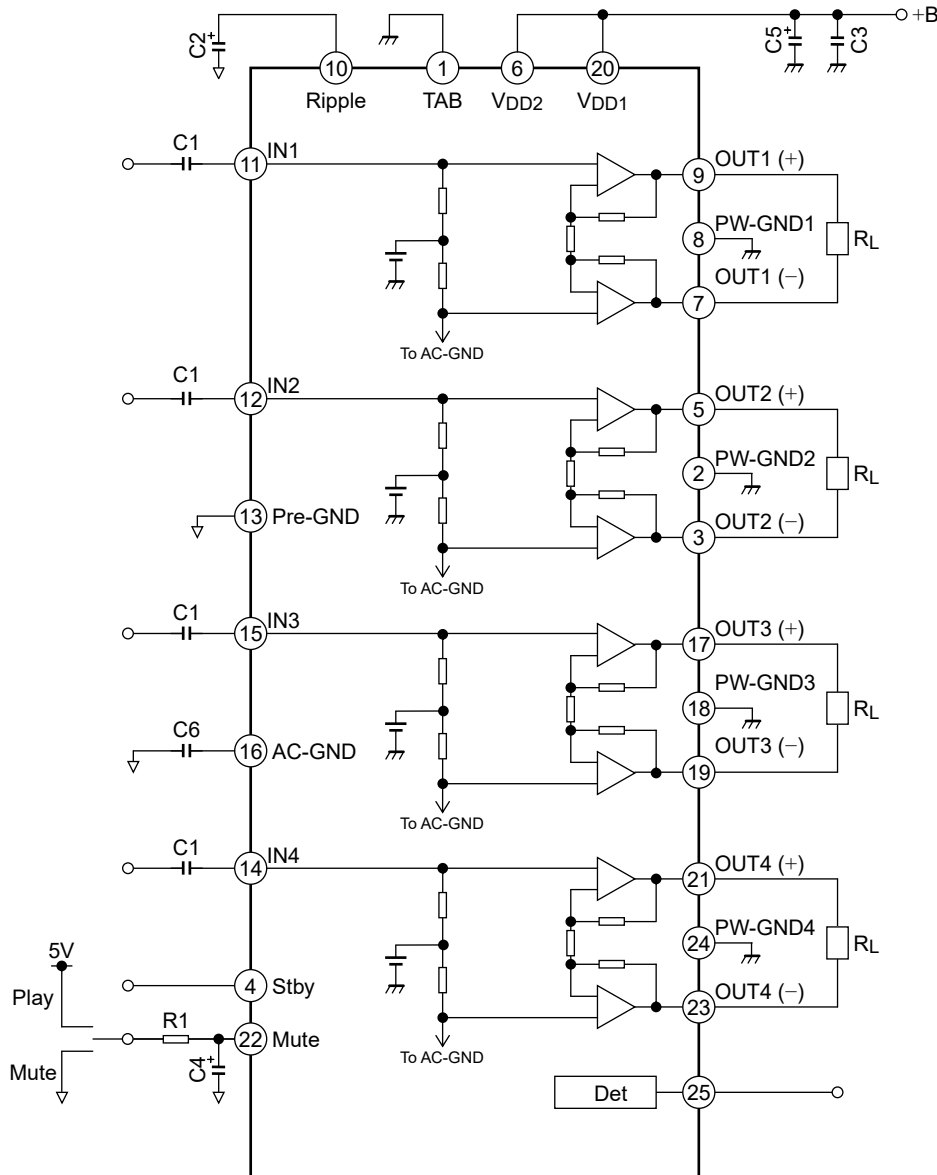 C2
+
C5
+
C3
+B
10
1
6
20
Ripple
TAB
VDD2
VDD1
C1
11
IN1
9
OUT1 (+)
8
PW-GND1
RL
OUT1 (−)
7
To AC-GND
C1
12
IN2
5
OUT2 (+)
2
PW-GND2
RL
13
Pre-GND
3
OUT2 (−)
To AC-GND
C1
15
IN3
17
OUT3 (+)
PW-GND3
18
RL
C6
16
AC-GND
OUT3 (−)
19
To AC-GND
C1
14
IN4
21
OUT4 (+)
PW-GND4
24
RL
5V
Play
4
Stby
OUT4 (−)
23
R1
22
Mute
C4
+
Mute
To AC-GND
Det
25